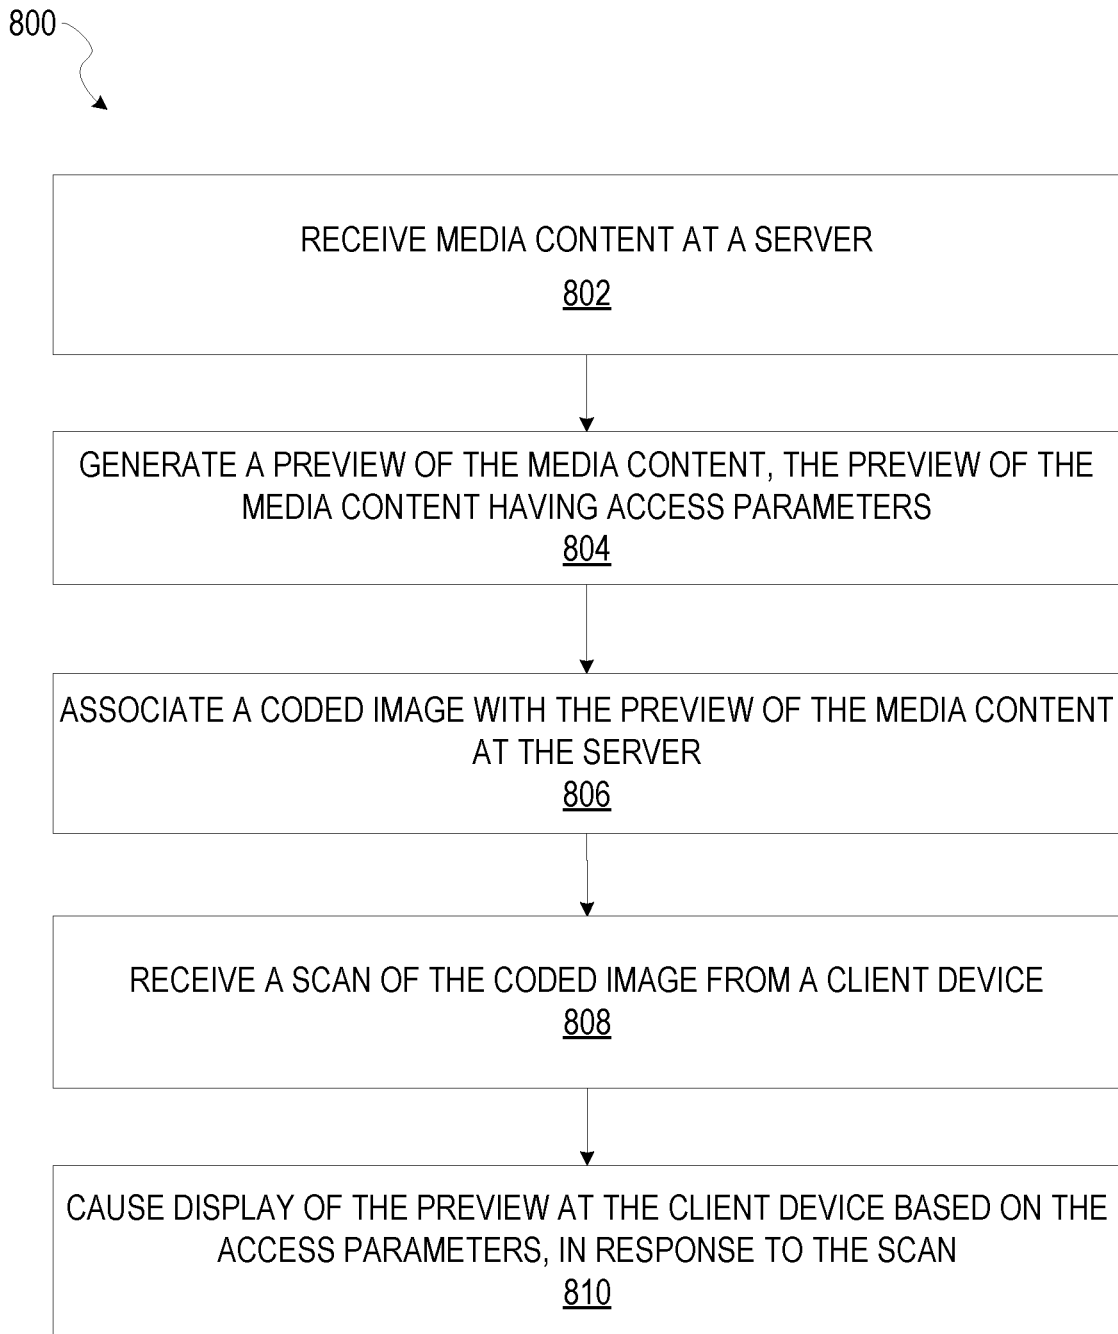 800
RECEIVE MEDIA CONTENT AT A SERVER
802
GENERATE A PREVIEW OF THE MEDIA CONTENT, THE PREVIEW OF THE
MEDIA CONTENT HAVING ACCESS PARAMETERS
804
ASSOCIATE A CODED IMAGE WITH THE PREVIEW OF THE MEDIA CONTENT
AT THE SERVER
806
RECEIVE A SCAN OF THE CODED IMAGE FROM A CLIENT DEVICE
808
CAUSE DISPLAY OF THE PREVIEW AT THE CLIENT DEVICE BASED ON THE
ACCESS PARAMETERS, IN RESPONSE TO THE SCAN
810